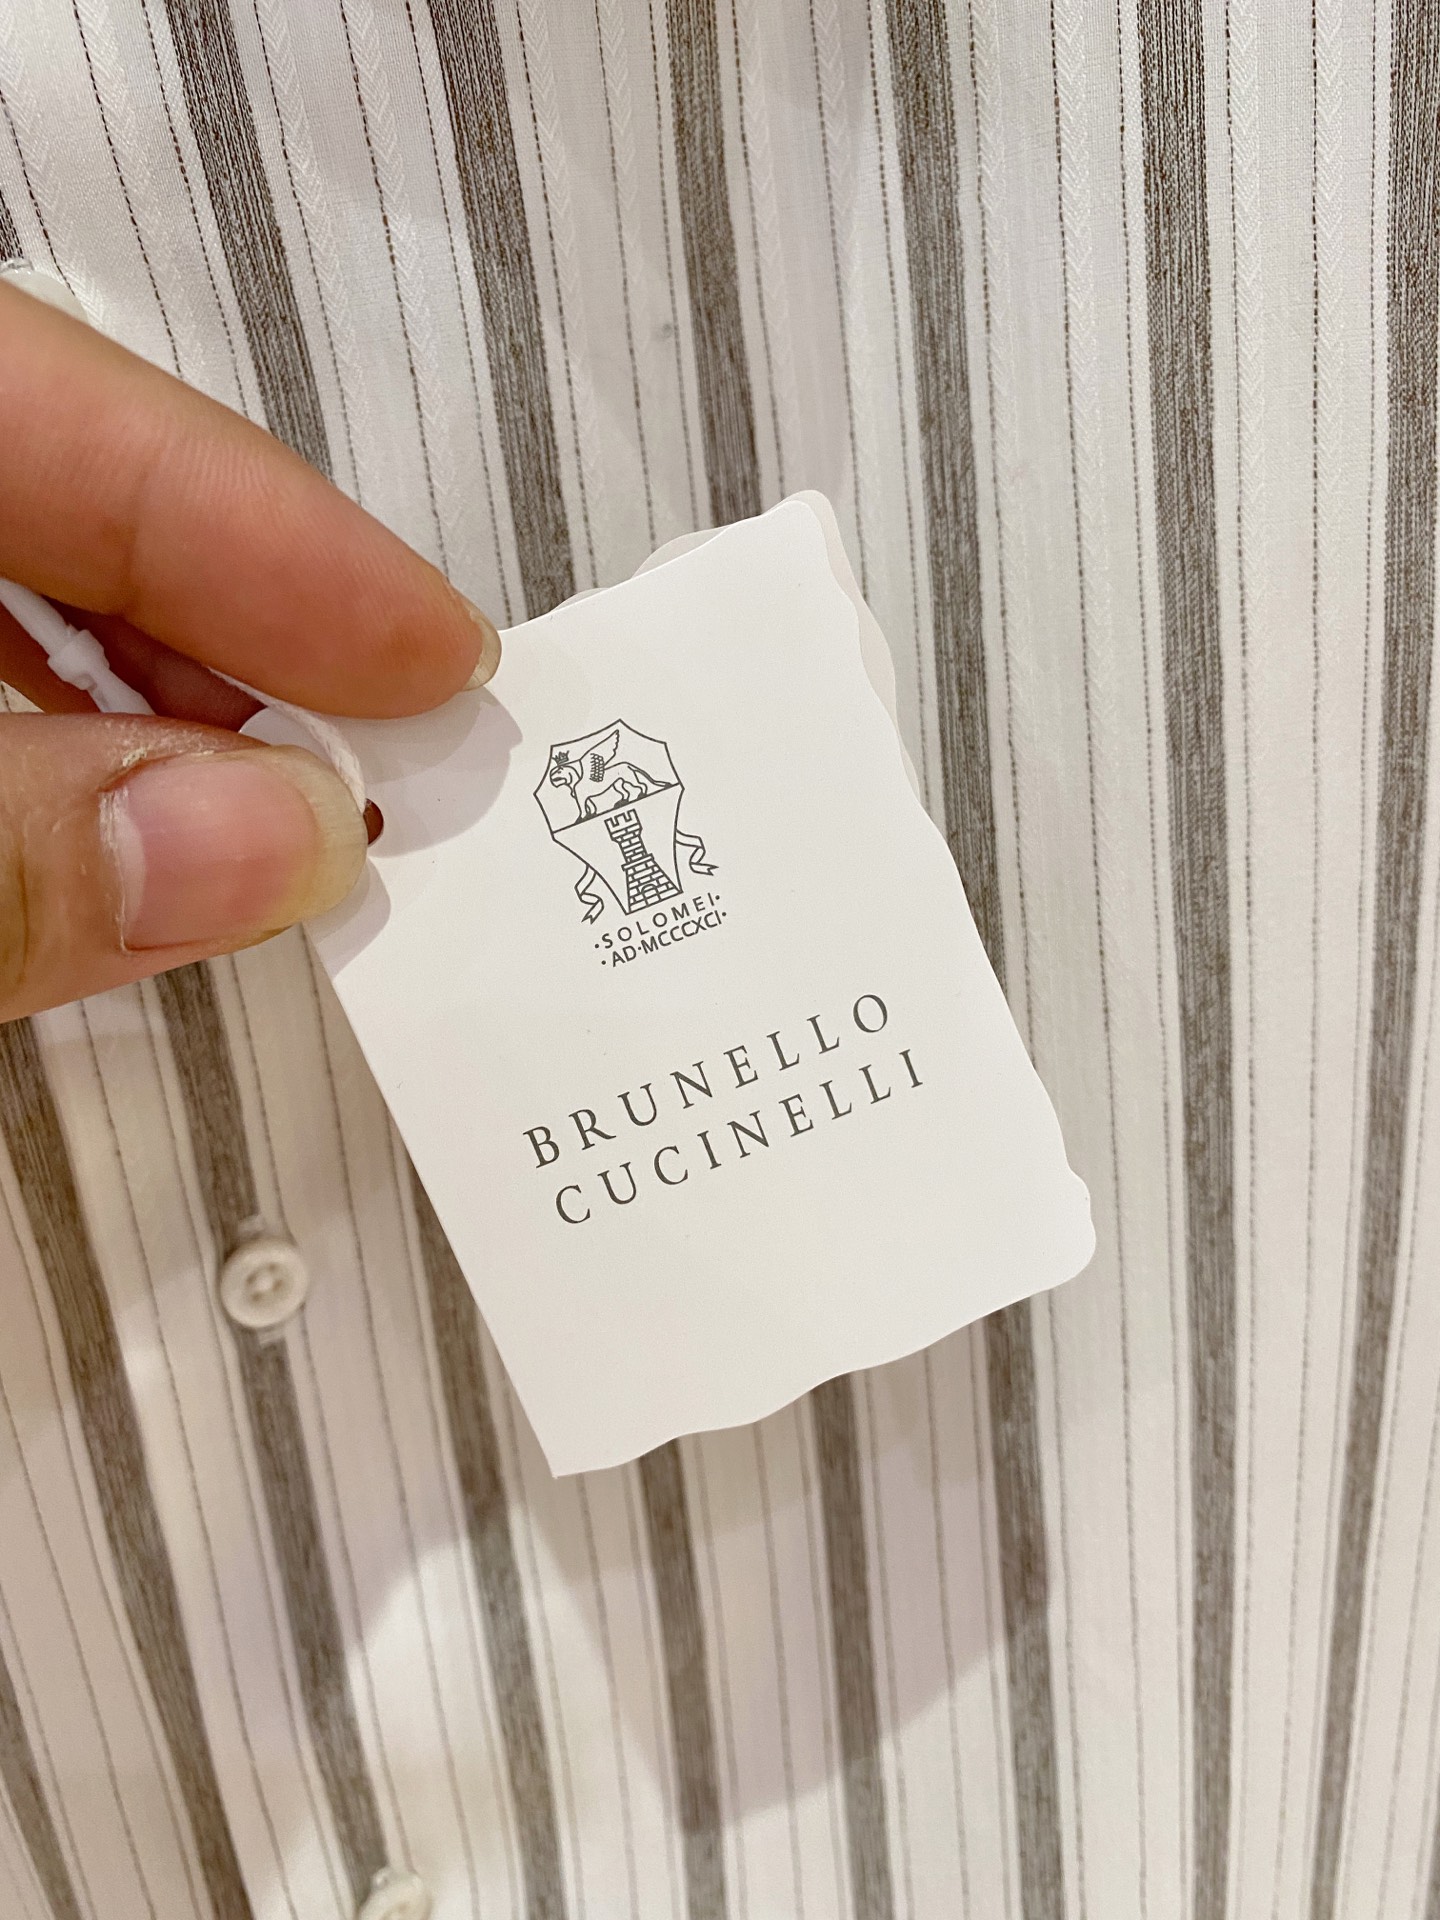 ·SOLOMEI·
·AD·MCCCXCI·
BRUNELLO
CUCINELLI